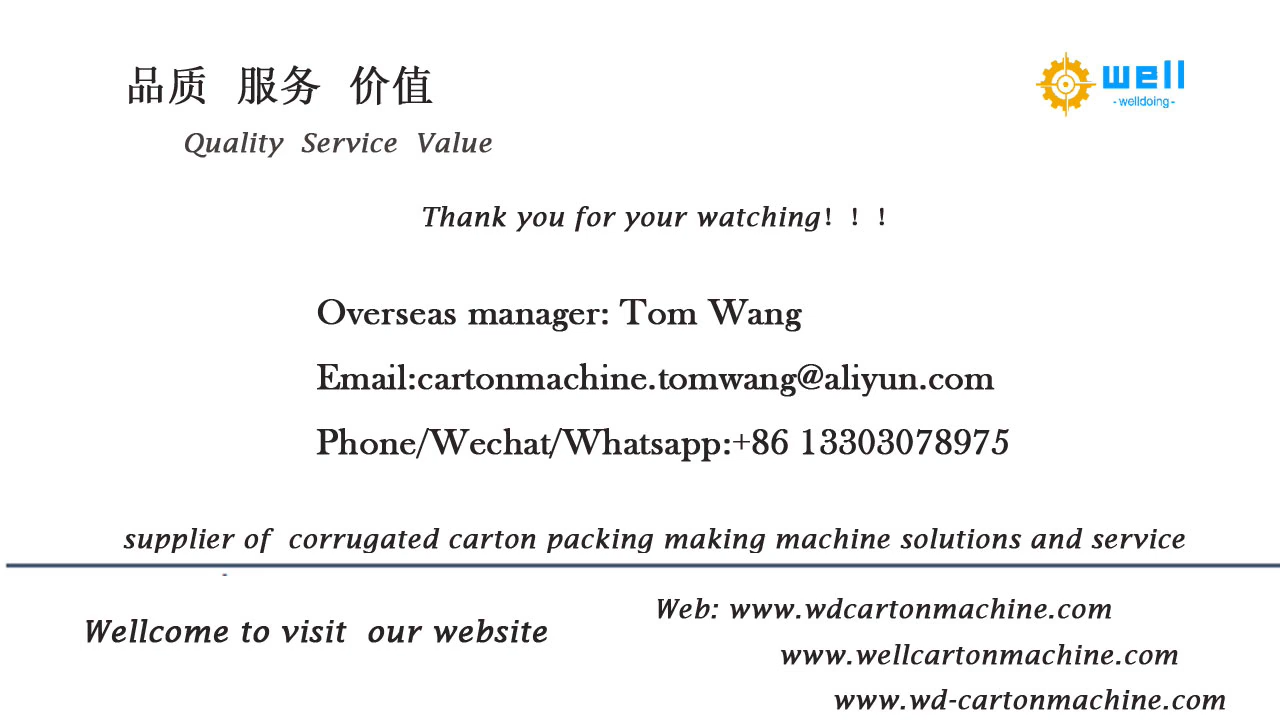 品质 服务 价值
well
-welldoing-
Quality Service Value
Thank you for your watching！！！
Overseas manager: Tom Wang
Email:cartonmachine.tomwang@aliyun.com
Phone/Wechat/Whatsapp:+86 13303078975
supplier of corrugated carton packing making machine solutions and service
Wellcome to visit our website
Web: www.wdcartonmachine.com
www.wellcartonmachine.com
www.wd-cartonmachine.com